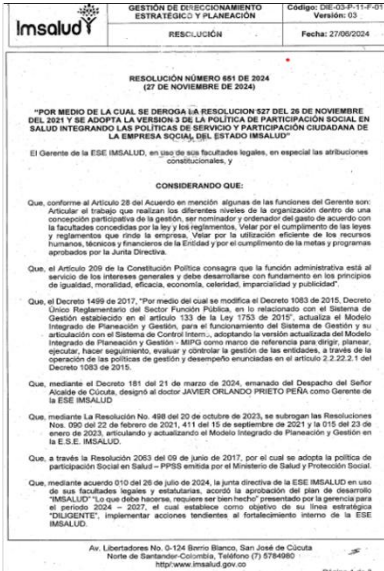 Imsalud
GESTIÓN DE DIRECCIONAMIENTO
ESTRATÉGICO Y PLANEACIÓN
Código: DIE-03-P-11-F-01
Versión: 03
RESOLUCIÓN
Fecha: 27/06/2024
RESOLUCIÓN NÚMERO 651 DE 2024
(27 DE NOVIEMBRE DE 2024)
"POR MEDIO DE LA CUAL SE DEROGA LA RESOLUCION 527 DEL 26 DE NOVIEMBRE
DEL 2021 Y SE ADOPTA LA VERSION 3 DE LA POLITICA DE PARTICIPACIÓN SOCIAL EN
SALUD INTEGRANDO LAS POLÍTICAS DE SERVICIO Y PARTICIPACIÓN CIUDADANA DE
LA EMPRESA SOCIAL DEL ESTADO IMSALUD"
El Gerente de la ESE IMSALUD, en uso de sus facultades legales, en especial las atribuciones
constitucionales, y
CONSIDERANDO QUE:
Que, conforme al Artículo 28 del Acuerdo en mención algunas de las funciones del Gerente son:
Articular el trabajo que realizan los diferentes niveles de la organización dentro de una
concepción participativa de la gestión, ser nominador y ordenador del gasto de acuerdo con la
facultades concedidas por la ley y los reglamentos, Velar por el cumplimiento de las leyes
y reglamentos que rinda la empresa, Velar por la utilización eficiente de los recursos
humanos, técnicos y financieros de la Entidad y por el cumplimiento de la metas y programas
aprobados por la Junta Directiva.
Que, el Artículo 209 de la Constitución Política consagra que la función administrativa está al
servicio de los intereses generales y debe desarrollarse con fundamento en los principios
de igualdad, moralidad, eficacia, economía, celeridad, imparcialidad y publicidad".
Que, el Decreto 1499 de 2017, "Por medio del cual se modifica el Decreto 1083 de 2015, Decreto
Único Reglamentario del Sector Función Pública, en lo relacionado con el Sistema de
Gestión establecido en el artículo 133 de la Ley 1753 de 2015", actualiza el Modelo
Integrado de Planeación y Gestión, para el funcionamiento del Sistema de Gestión y su
articulación con el Sistema de Control Intern..., adoptando la versión actualizada del Modelo
Integrado de Planeación y Gestión - MIPG como marco de referencia para dirigir, planear,
ejecutar, hacer seguimiento, evaluar y controlar la gestión de las entidades, a través de la
operación de las políticas de gestión y desempeño enunciadas en el artículo 2.2.22.2.1 del
Decreto 1083 de 2015.
Que, mediante el Decreto 181 del 21 de marzo de 2024, emanado del Despacho del Señor
Alcalde de Cúcuta, designó al doctor JAVIER ORLANDO PRIETO PEÑA como Gerente de
la ESE IMSALUD
Que, mediante La Resolución No. 498 del 20 de octubre de 2023, se subrogan las Resoluciones
Nos. 090 del 22 de febrero de 2021, 411 del 15 de septiembre de 2021 y la 015 del 23 de
enero de 2023, articulando y actualizando el Modelo Integrado de Planeación y Gestión en
la E.S.E. IMSALUD.
Que, a través la Resolución 2063 del 09 de junio de 2017, por el cual se adopta la política de
participación Social en Salud – PPSS emitida por el Ministerio de Salud y Protección Social.
Que, mediante acuerdo 010 del 26 de julio de 2024, la junta directiva de la ESE IMSALUD en uso
de sus facultades legales y estatutarias, acordó la aprobación del plan de desarrollo
"IMSALUD" "Lo que debe hacerse, requiere ser bien hecho" presentado por la gerencia para
el periodo 2024 – 2027, el cual establece como objetivo de su línea estratégica
"DILIGENTE", implementar acciones tendientes al fortalecimiento interno de la ESE
IMSALUD.
Av. Libertadores No. 0-124 Barrio Blanco, San José de Cúcuta
Norte de Santander-Colombia, Teléfono (7) 5784980
http/:www.imsalud.gov.co